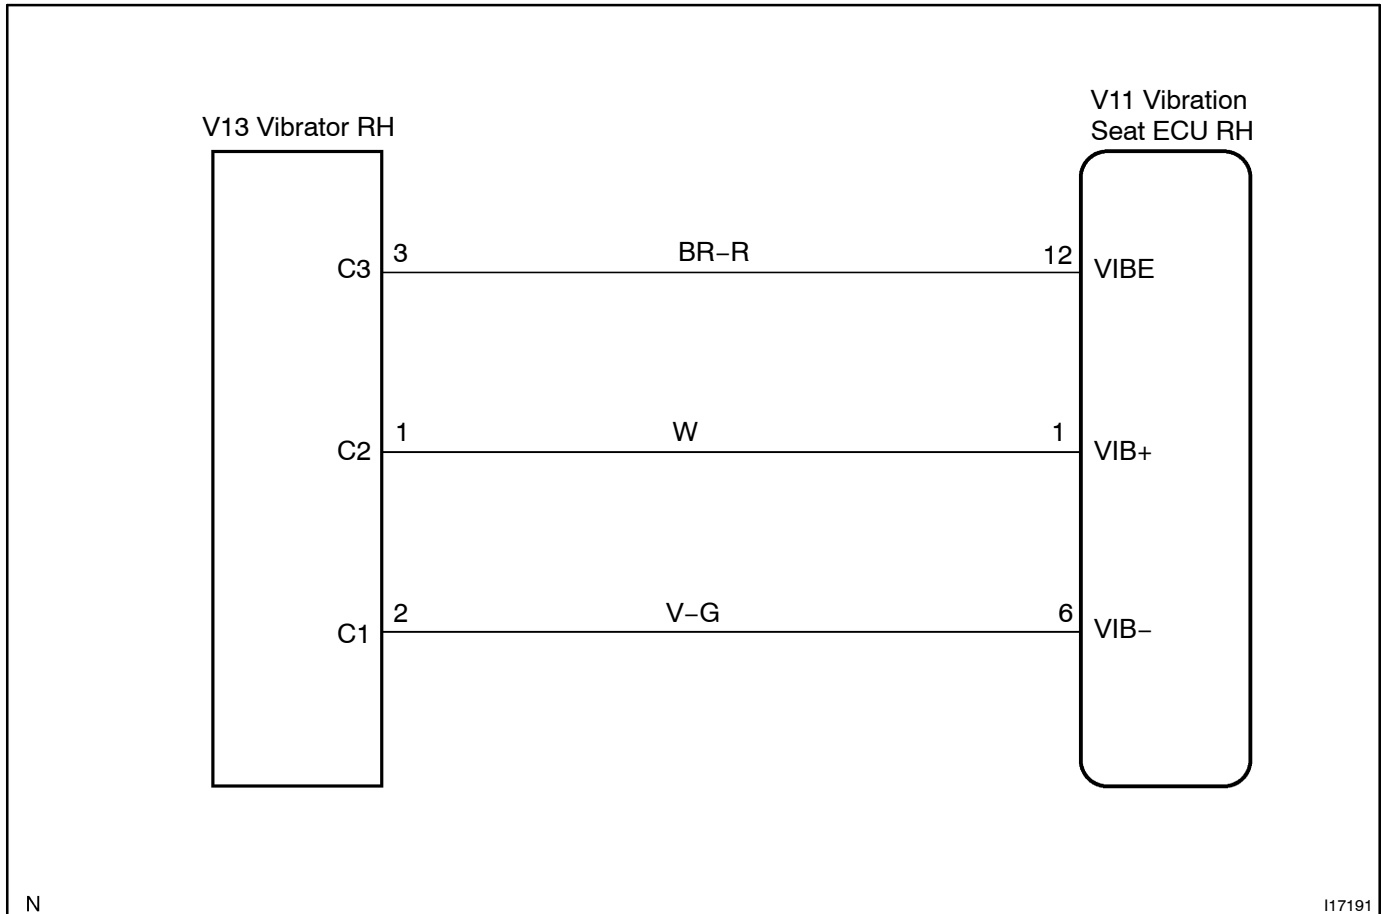 V11 Vibration
Seat ECU RH
V13 Vibrator RH
C3 3 BR−R 12 VIBE
C2 1 W 1 VIB+
C1 2 V−G 6 VIB−
N
I17191